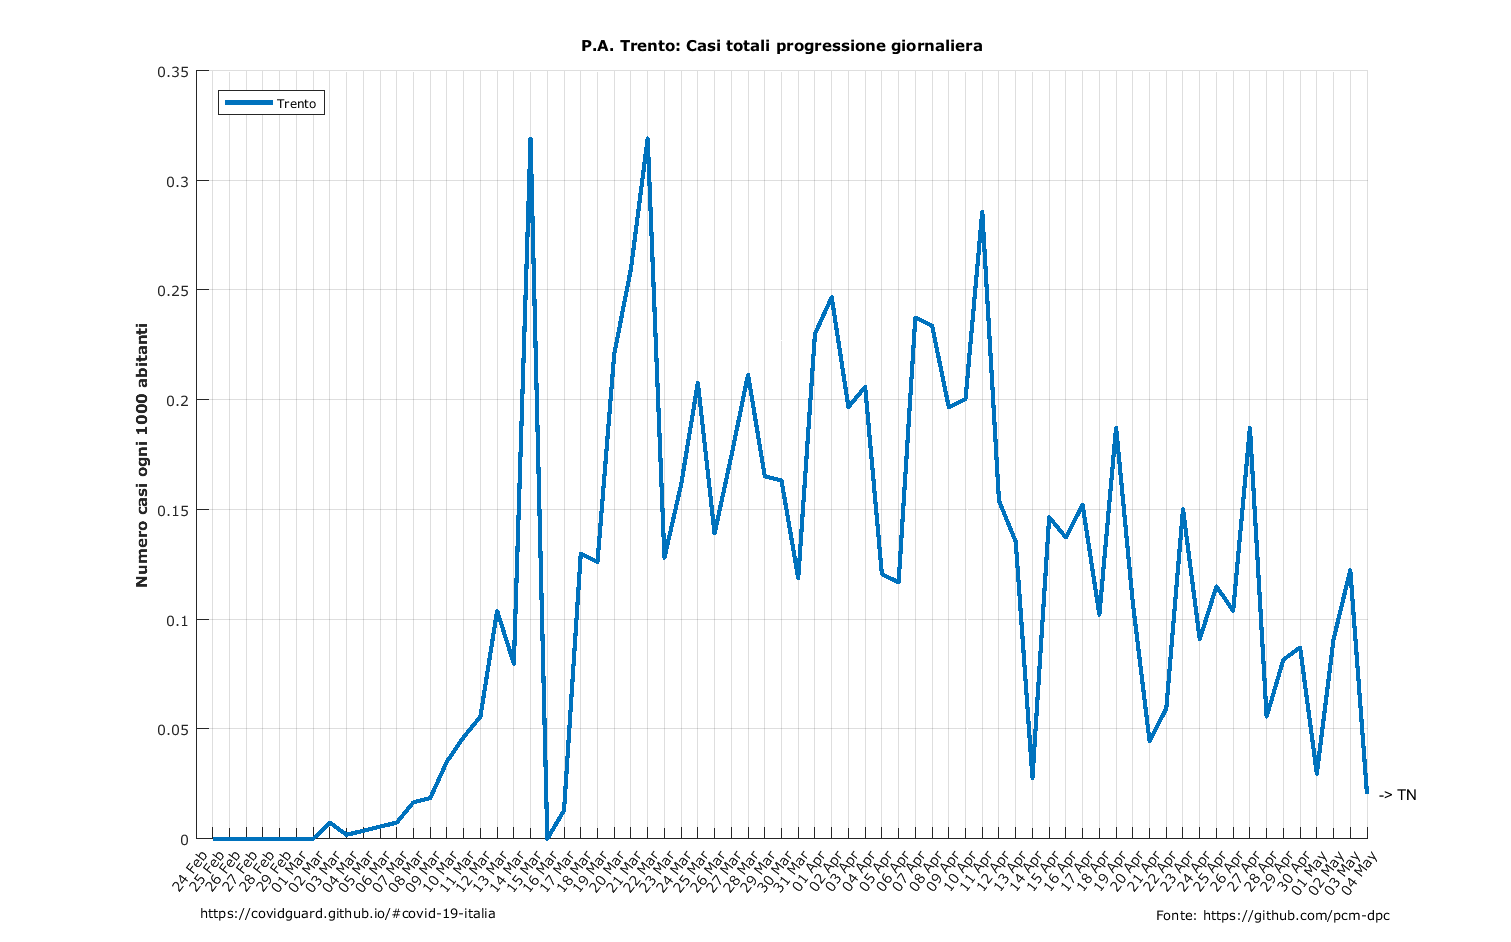 P.A. Trento: Casi totali progressione giornaliera
0.35
Trento
0.3
0.25
0.2
0.15
0.1
0.05
0
Numero casi ogni 1000 abitanti
-> TN
24 Feb
25 Feb
26 Feb
27 Feb
28 Feb
29 Feb
01 Mar
02 Mar
03 Mar
04 Mar
05 Mar
06 Mar
07 Mar
08 Mar
09 Mar
10 Mar
11 Mar
12 Mar
13 Mar
14 Mar
15 Mar
16 Mar
17 Mar
18 Mar
19 Mar
20 Mar
21 Mar
22 Mar
23 Mar
24 Mar
25 Mar
26 Mar
27 Mar
28 Mar
29 Mar
30 Mar
31 Mar
01 Apr
02 Apr
03 Apr
04 Apr
05 Apr
06 Apr
07 Apr
08 Apr
09 Apr
10 Apr
11 Apr
12 Apr
13 Apr
14 Apr
15 Apr
16 Apr
17 Apr
18 Apr
19 Apr
20 Apr
21 Apr
22 Apr
23 Apr
24 Apr
25 Apr
26 Apr
27 Apr
28 Apr
29 Apr
30 Apr
01 May
02 May
03 May
04 May
https://covidguard.github.io/#covid-19-italia
Fonte: https://github.com/pcm-dpc